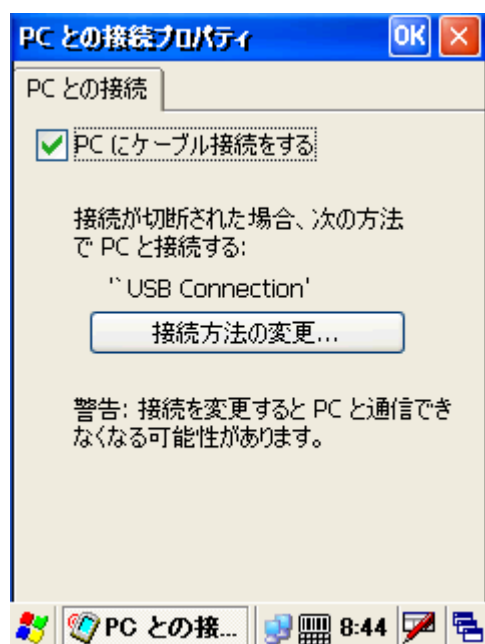 PC との接続プロパティ OK
PC との接続
PC にケーブル接続をする
接続が切断された場合、次の方法
で PC と接続する:
'`USB Connection'
接続方法の変更...
警告: 接続を変更すると PC と通信でき
なくなる可能性があります。
PC との接... 8:44